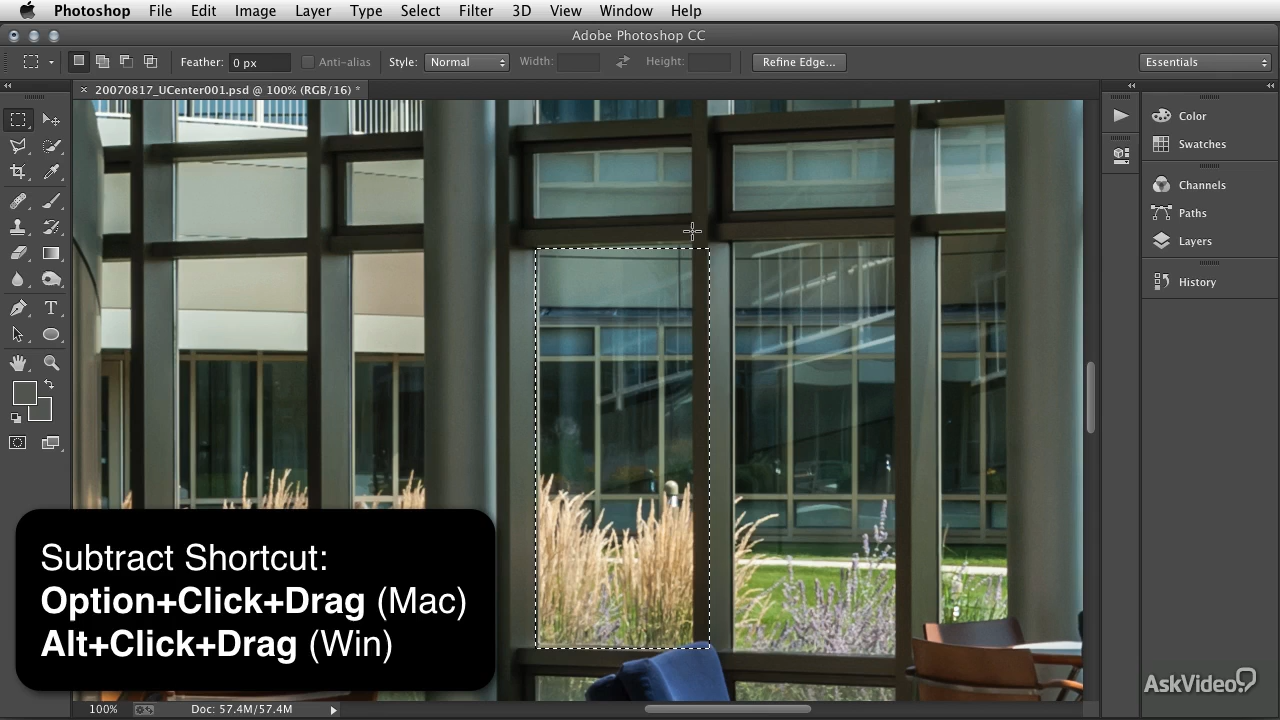 Photoshop File Edit Image Layer Type Select Filter 3D View Window Help
Adobe Photoshop CC
Feather: 0 px Anti-alias Style: Normal Width: Height: Refine Edge... Essentials
× 20070817_UCenter001.psd @ 100% (RGB/16) *
Color
Swatches
Channels
Paths
Layers
History
Subtract Shortcut:
Option+Click+Drag (Mac)
Alt+Click+Drag (Win)
AskVideo
100% Doc: 57.4M/57.4M